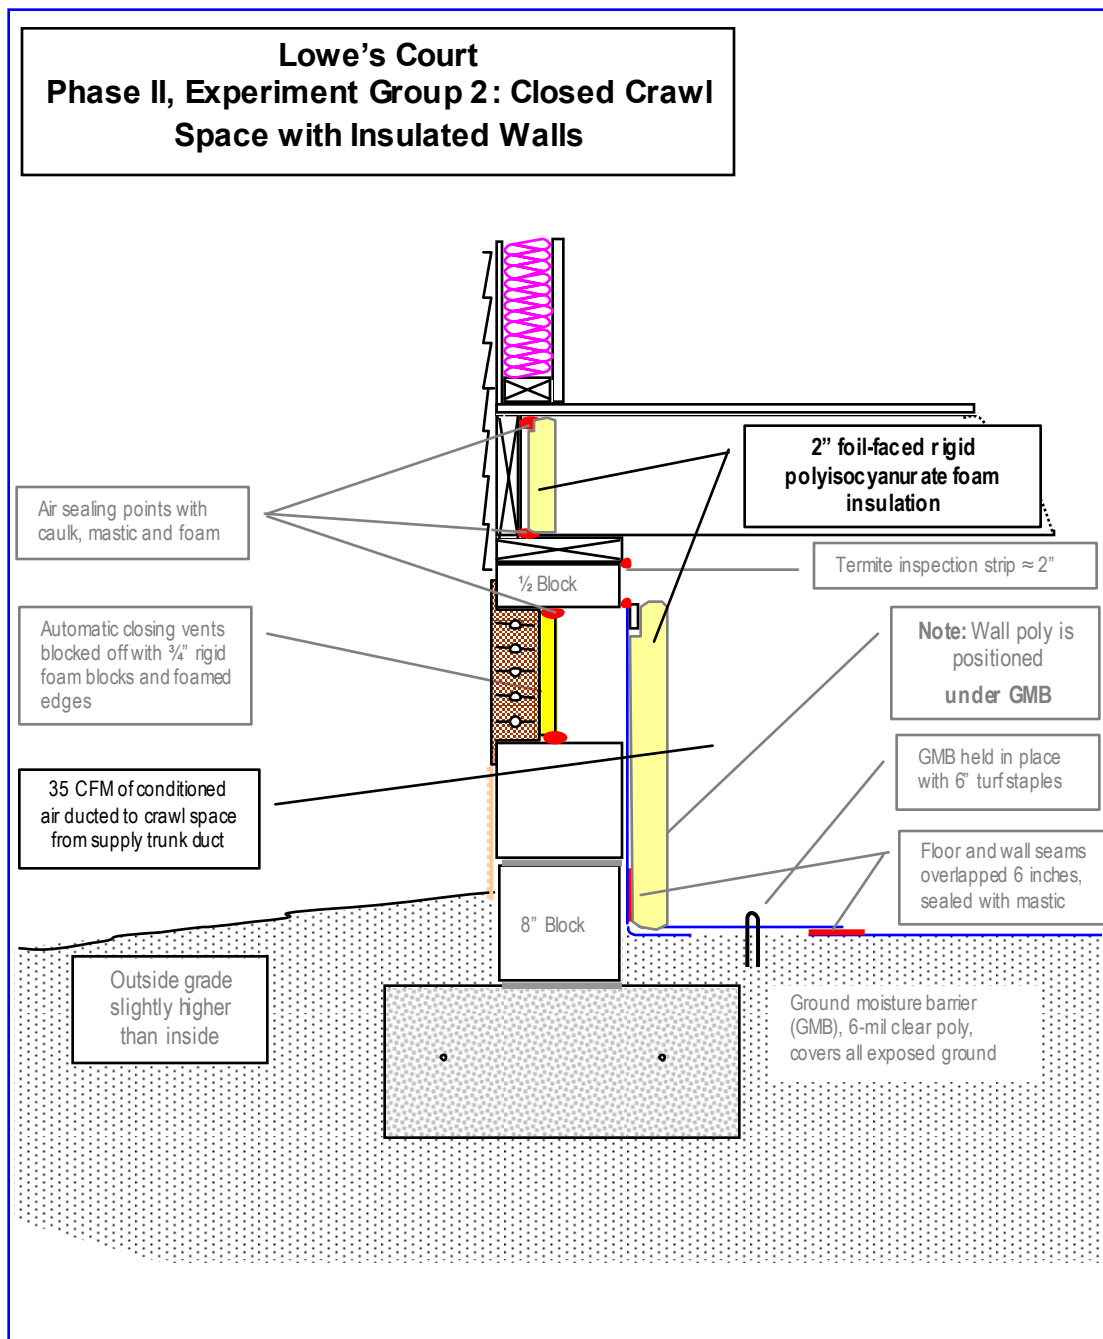 Lowe's Court
Phase II, Experiment Group 2: Closed Crawl
Space with Insulated Walls
2" foil-faced rigid
polyisocyanurate foam
insulation
Air sealing points with
caulk, mastic and foam
½ Block
Termite inspection strip ≈ 2"
Automatic closing vents
blocked off with ¾" rigid
foam blocks and foamed
edges
Note: Wall poly is
positioned
under GMB
35 CFM of conditioned
air ducted to crawl space
from supply trunk duct
GMB held in place
with 6" turf staples
Floor and wall seams
overlapped 6 inches,
sealed with mastic
8" Block
Outside grade
slightly higher
than inside
Ground moisture barrier
(GMB), 6-mil clear poly,
covers all exposed ground